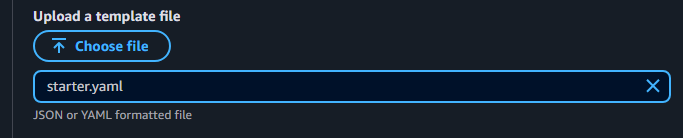 Upload a template file
Choose file
starter.yaml
JSON or YAML formatted file